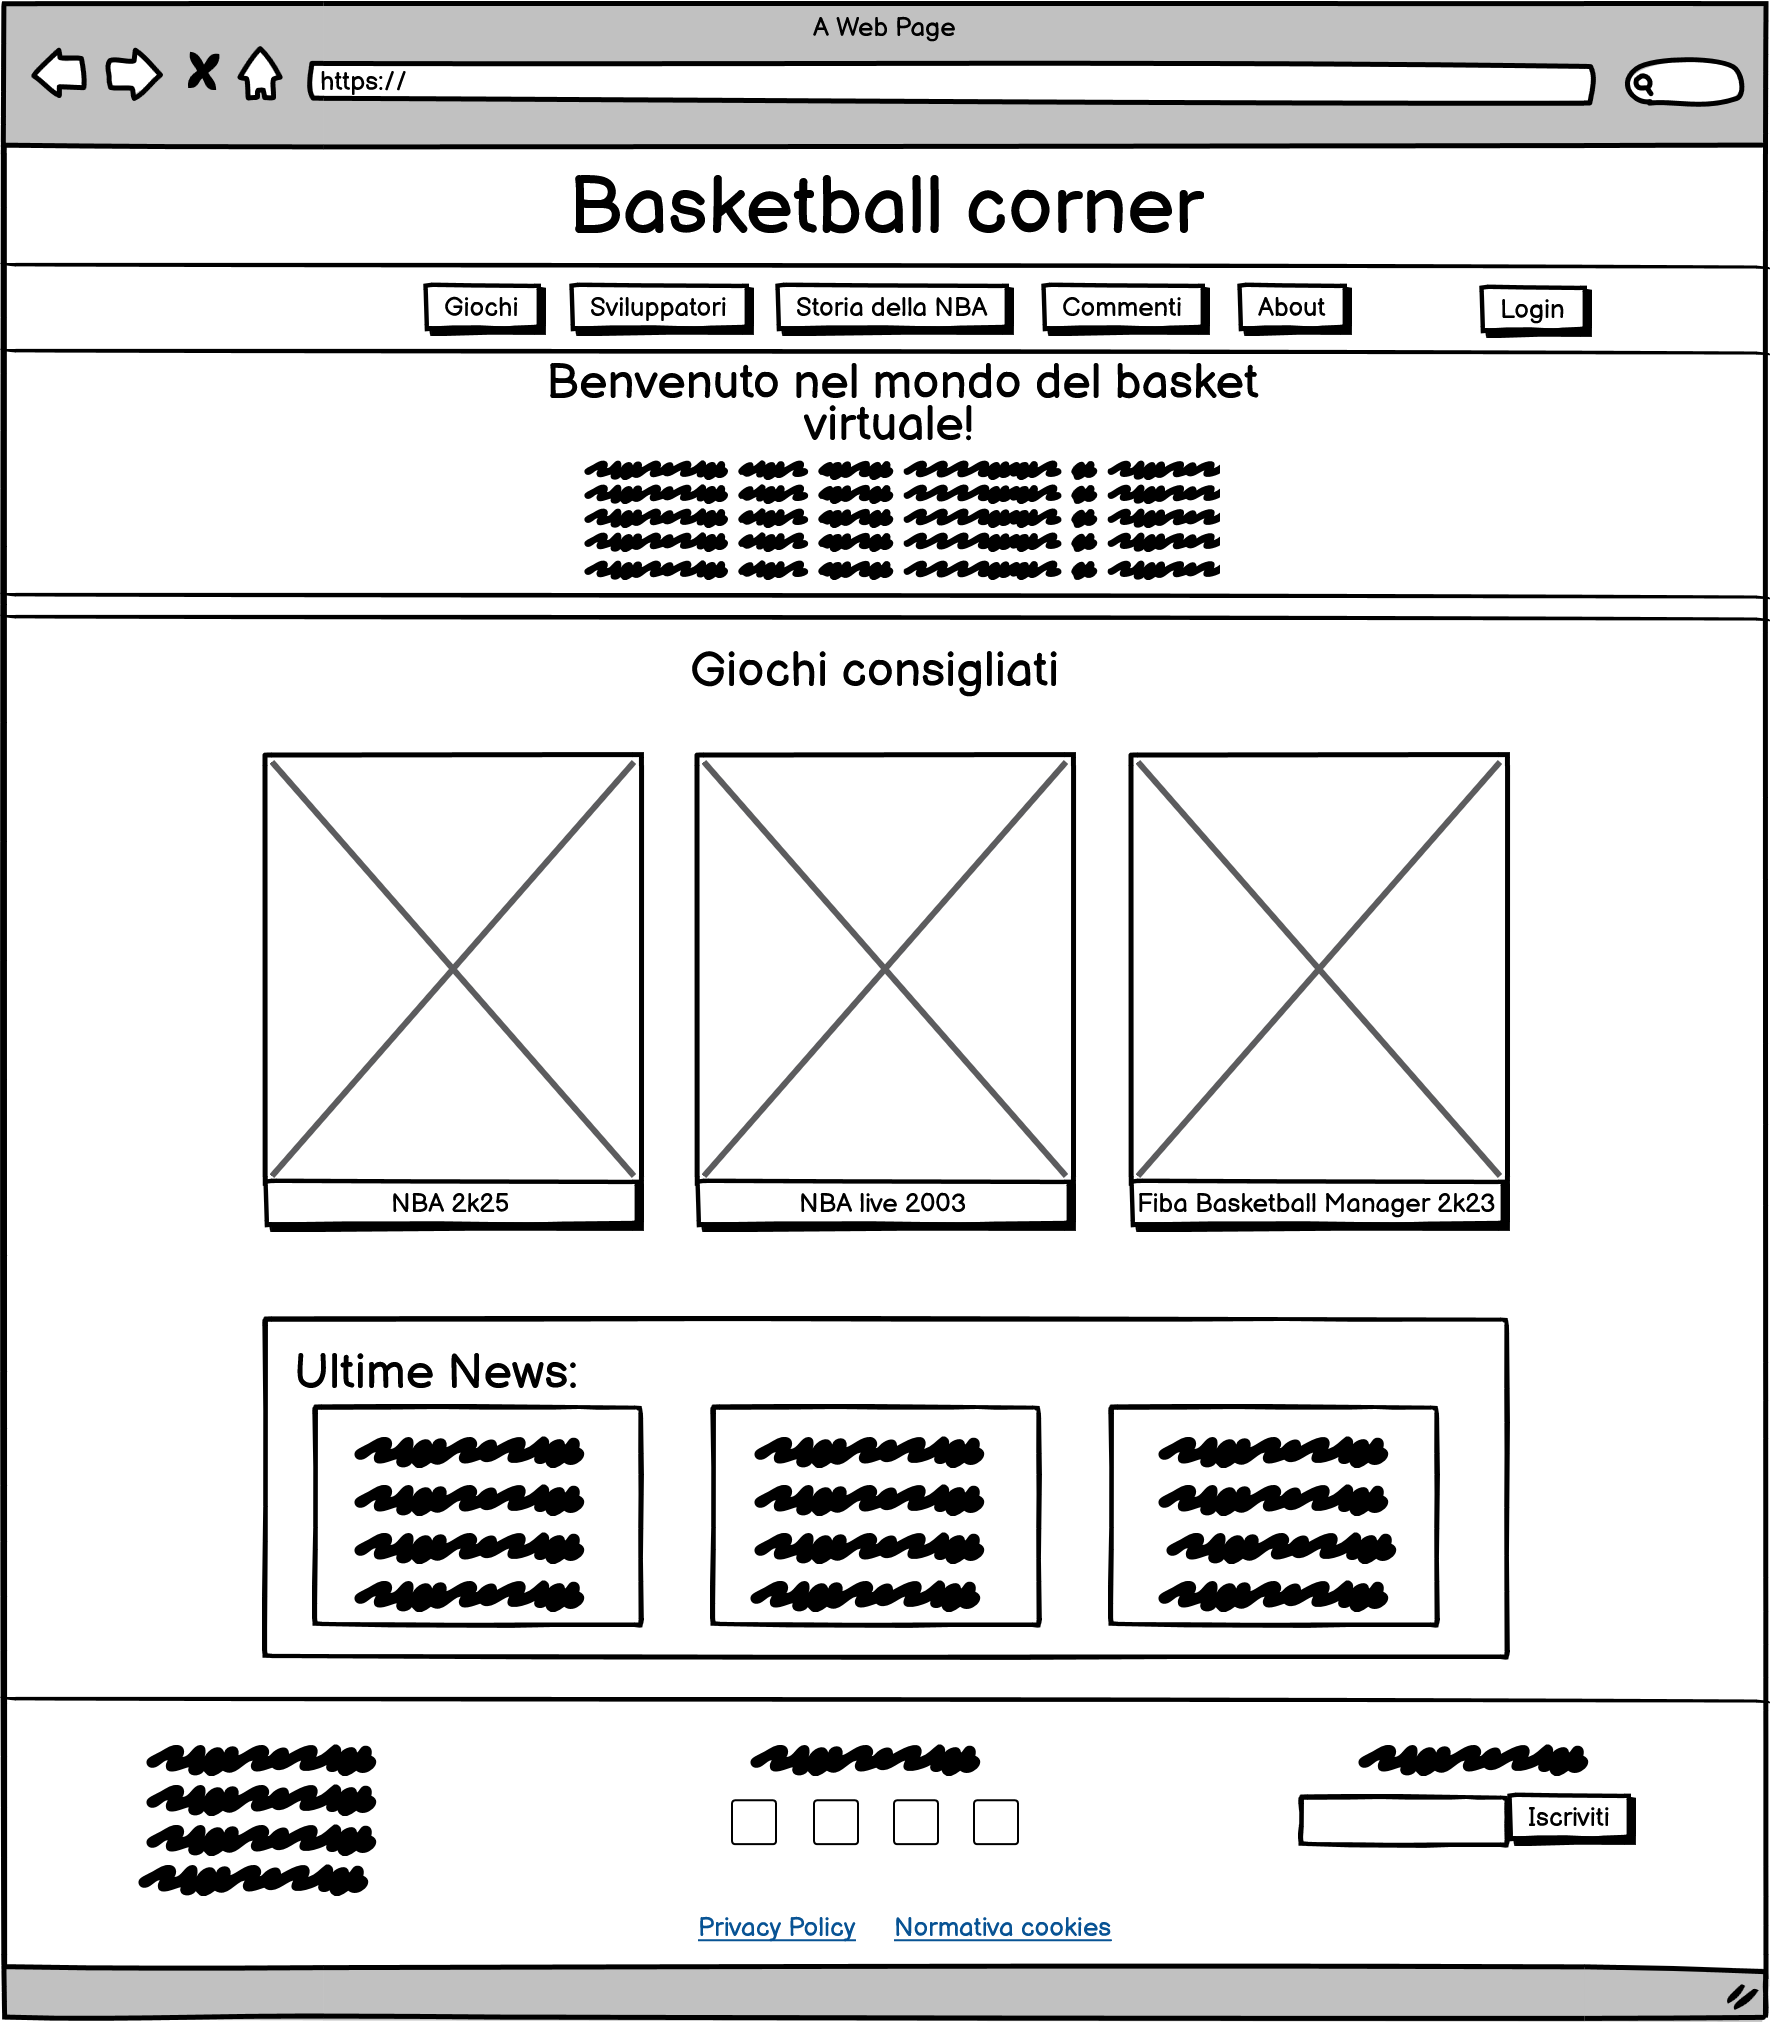 A Web Page
https://
Basketball corner
Giochi
Sviluppatori
Storia della NBA
Commenti
About
Login
Benvenuto nel mondo del basket
virtuale!
Giochi consigliati
NBA 2k25
NBA live 2003
Fiba Basketball Manager 2k23
Ultime News:
Iscriviti
Privacy Policy
Normativa cookies